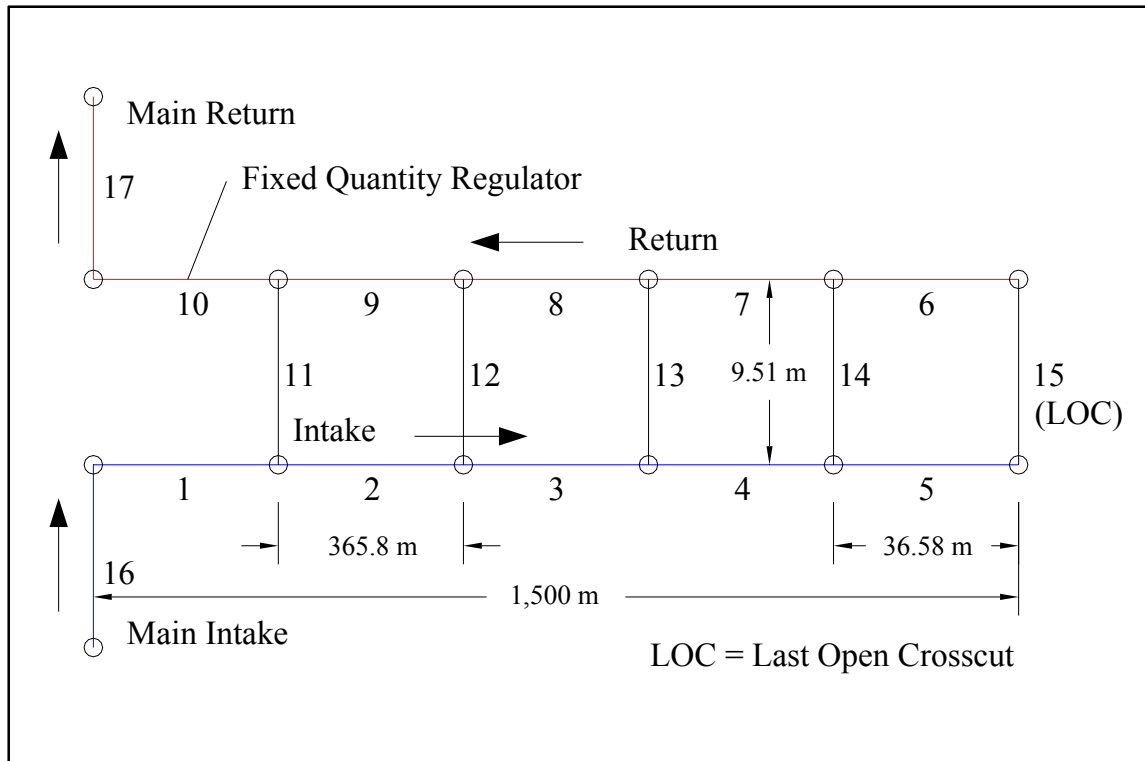 Main Return
17
Fixed Quantity Regulator
Return
10
9
8
7
6
11
12
13
9.51 m
14
15
(LOC)
Intake
1
2
3
4
5
365.8 m
36.58 m
16
1,500 m
Main Intake
LOC = Last Open Crosscut